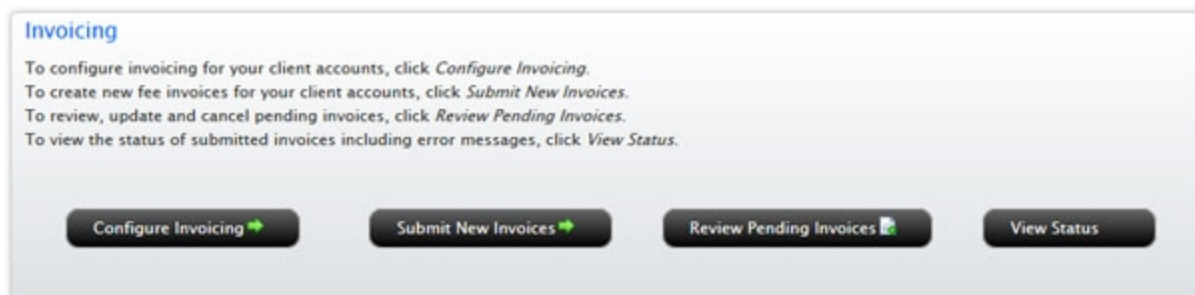 Invoicing
To configure invoicing for your client accounts, click Configure Invoicing.
To create new fee invoices for your client accounts, click Submit New Invoices.
To review, update and cancel pending invoices, click Review Pending Invoices.
To view the status of submitted invoices including error messages, click View Status.
Configure Invoicing
Submit New Invoices
Review Pending Invoices
View Status